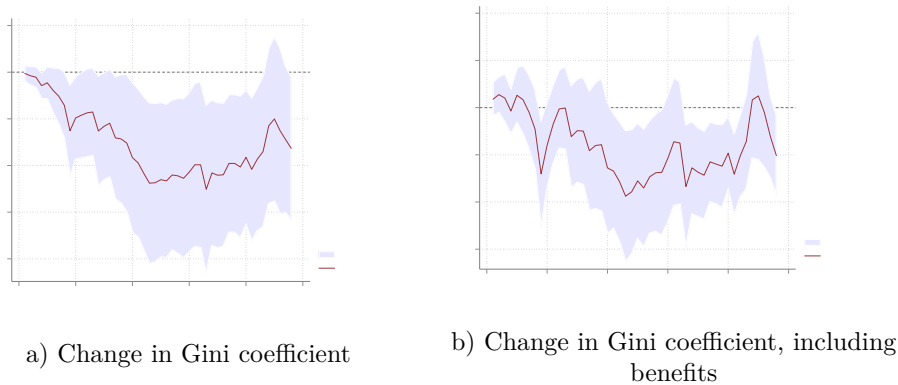 a) Change in Gini coefficient
b) Change in Gini coefficient, including
benefits